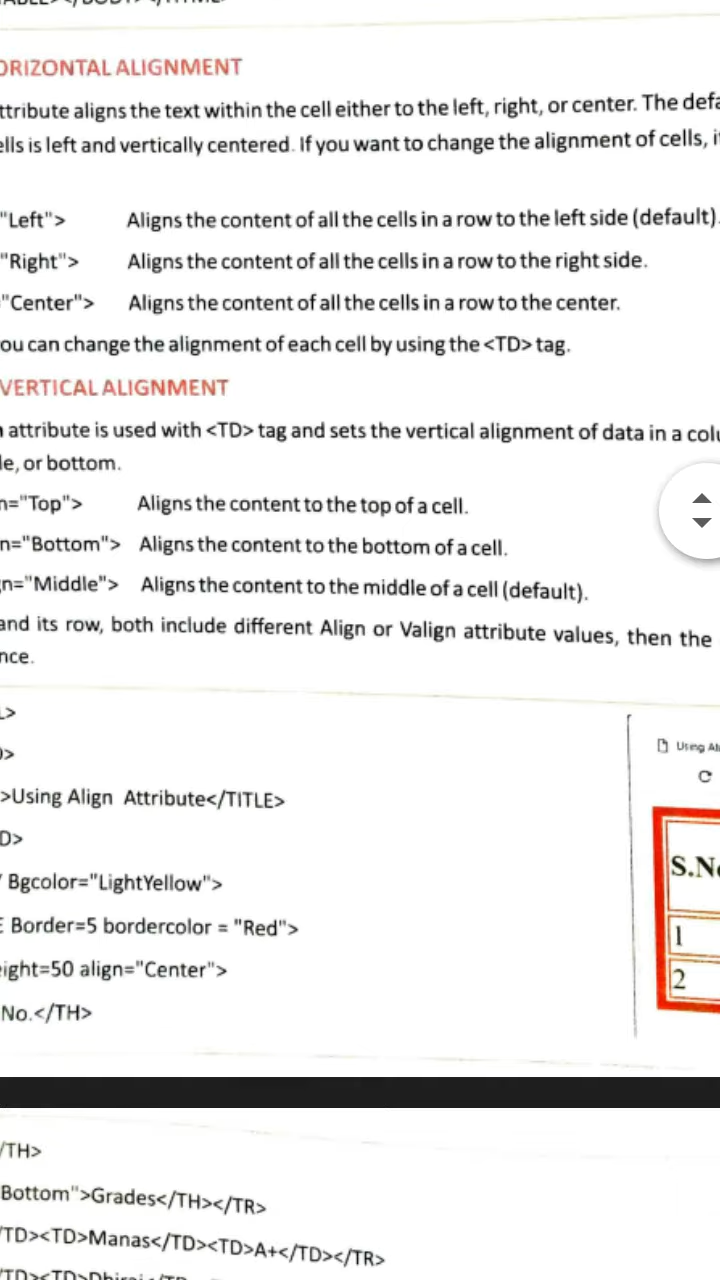 ORIZONTAL ALIGNMENT
ttribute aligns the text within the cell either to the left, right, or center. The defa
ells is left and vertically centered. If you want to change the alignment of cells, i
"Left"> Aligns the content of all the cells in a row to the left side (default).
"Right"> Aligns the content of all the cells in a row to the right side.
"Center"> Aligns the content of all the cells in a row to the center.
ou can change the alignment of each cell by using the <TD> tag.
VERTICAL ALIGNMENT
attribute is used with <TD> tag and sets the vertical alignment of data in a colu
le, or bottom.
n="Top"> Aligns the content to the top of a cell.
n="Bottom"> Aligns the content to the bottom of a cell.
gn="Middle"> Aligns the content to the middle of a cell (default).
and its row, both include different Align or Valign attribute values, then the
nce.
L>
D>
>Using Align Attribute</TITLE>
D>
Bgcolor="LightYellow">
E Border=5 bordercolor = "Red">
eight=50 align="Center">
No.</TH>
Using Al
S.No
1
2
/TH>
Bottom">Grades</TH></TR>
/TD><TD>Manas</TD><TD>A+</TD></TR>